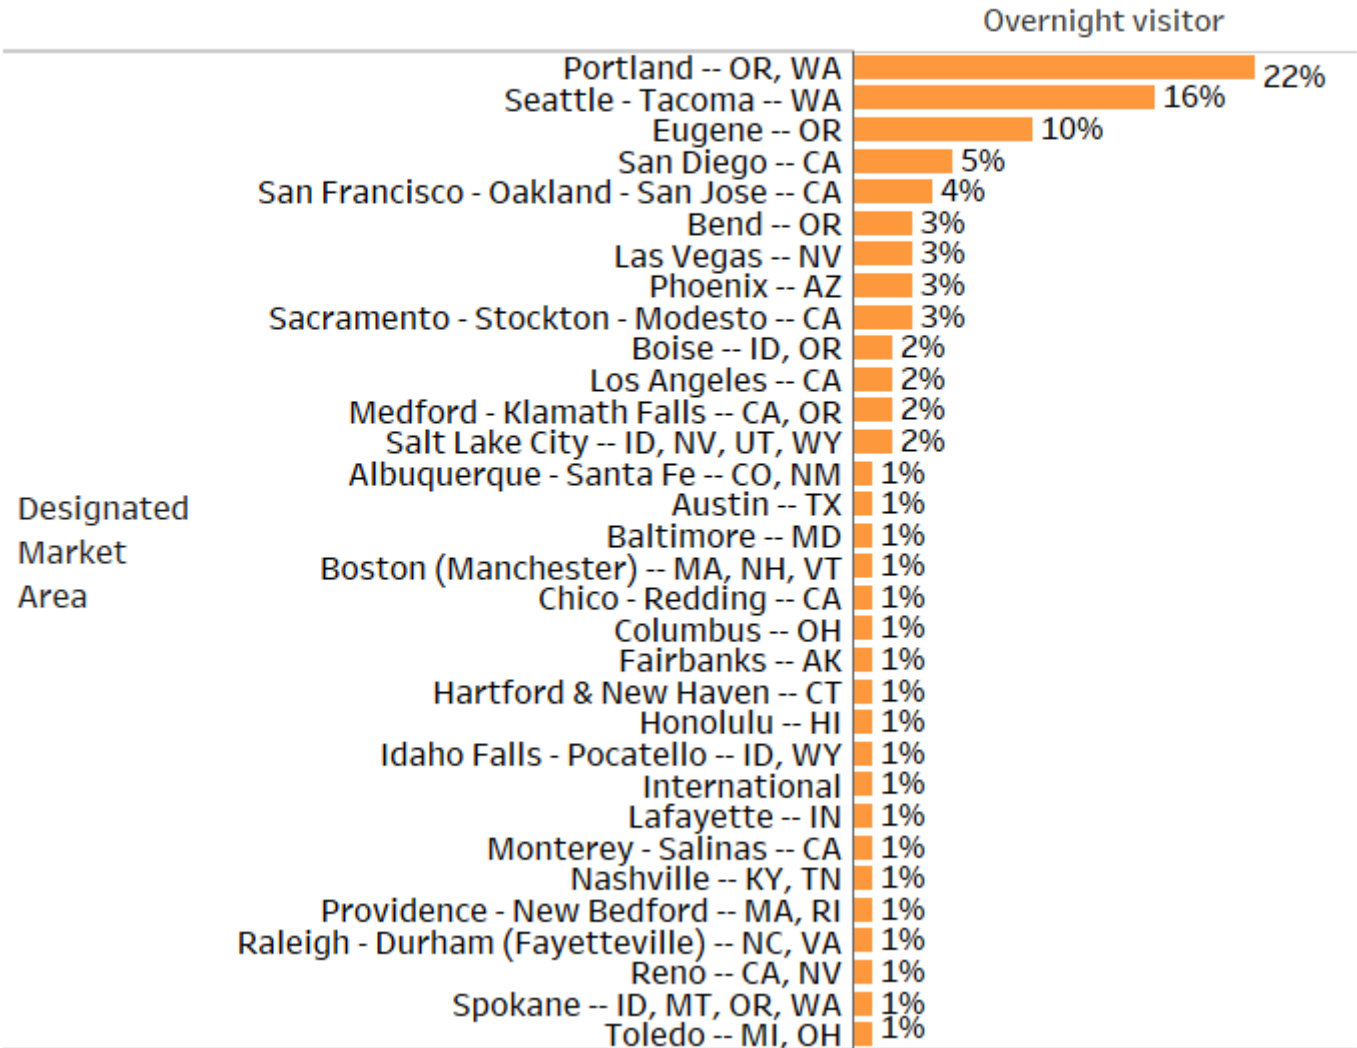 Overnight visitor
Portland -- OR, WA 22%
Seattle - Tacoma -- WA 16%
Eugene -- OR 10%
San Diego -- CA 5%
San Francisco - Oakland - San Jose -- CA 4%
Bend -- OR 3%
Las Vegas -- NV 3%
Phoenix -- AZ 3%
Sacramento - Stockton - Modesto -- CA 3%
Boise -- ID, OR 2%
Los Angeles -- CA 2%
Medford - Klamath Falls -- CA, OR 2%
Salt Lake City -- ID, NV, UT, WY 2%
Albuquerque - Santa Fe -- CO, NM 1%
Designated
Market
Area
Austin -- TX 1%
Baltimore -- MD 1%
Boston (Manchester) -- MA, NH, VT 1%
Chico - Redding -- CA 1%
Columbus -- OH 1%
Fairbanks -- AK 1%
Hartford & New Haven -- CT 1%
Honolulu -- HI 1%
Idaho Falls - Pocatello -- ID, WY 1%
International 1%
Lafayette -- IN 1%
Monterey - Salinas -- CA 1%
Nashville -- KY, TN 1%
Providence - New Bedford -- MA, RI 1%
Raleigh - Durham (Fayetteville) -- NC, VA 1%
Reno -- CA, NV 1%
Spokane -- ID, MT, OR, WA 1%
Toledo -- MI, OH 1%